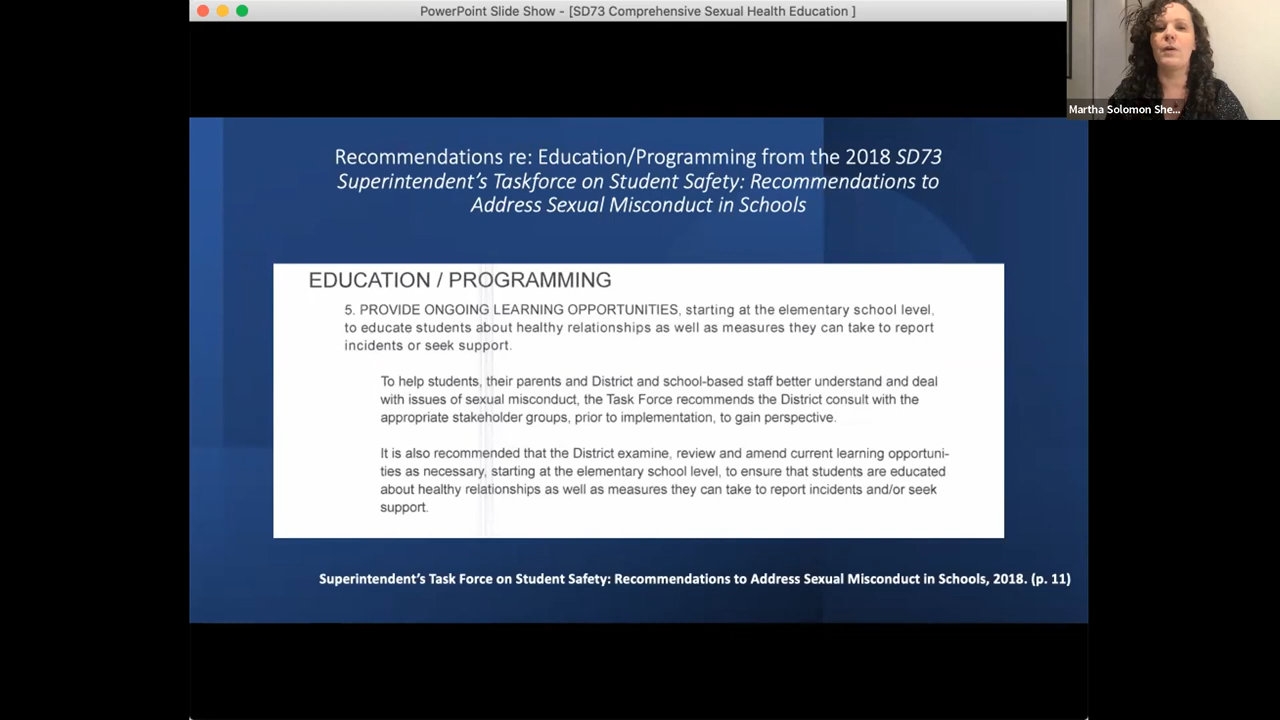 PowerPoint Slide Show - [SD73 Comprehensive Sexual Health Education ]
Martha Solomon She...
Recommendations re: Education/Programming from the 2018 SD73
Superintendent's Taskforce on Student Safety: Recommendations to
Address Sexual Misconduct in Schools
EDUCATION / PROGRAMMING
5. PROVIDE ONGOING LEARNING OPPORTUNITIES, starting at the elementary school level,
to educate students about healthy relationships as well as measures they can take to report
incidents or seek support.
To help students, their parents and District and school-based staff better understand and deal
with issues of sexual misconduct, the Task Force recommends the District consult with the
appropriate stakeholder groups, prior to implementation, to gain perspective.
It is also recommended that the District examine, review and amend current learning opportuni-
ties as necessary, starting at the elementary school level, to ensure that students are educated
about healthy relationships as well as measures they can take to report incidents and/or seek
support.
Superintendent's Task Force on Student Safety: Recommendations to Address Sexual Misconduct in Schools, 2018. (p. 11)